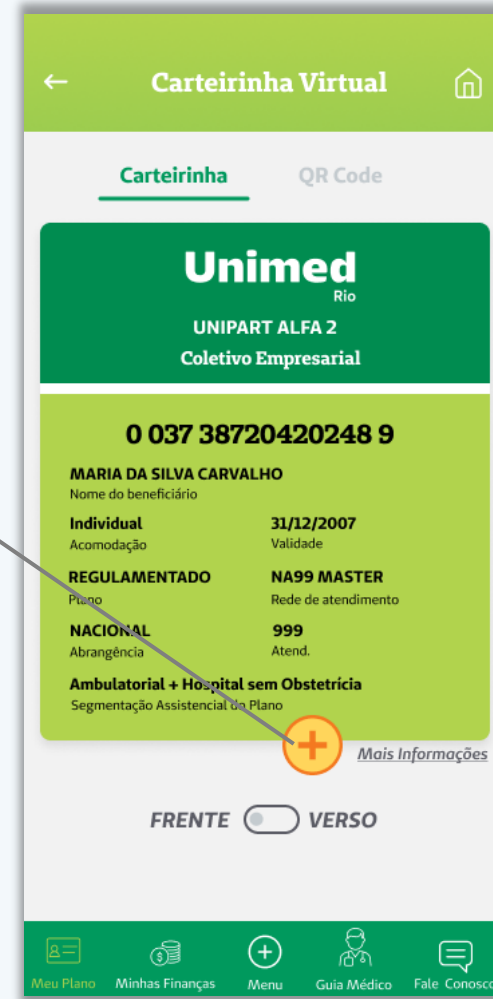 Carteirinha Virtual
Carteirinha QR Code
Unimed
Rio
UNIPART ALFA 2
Coletivo Empresarial
0 037 38720420248 9
MARIA DA SILVA CARVALHO
Nome do beneficiário
Individual 31/12/2007
Acomodação Validade
REGULAMENTADO NA99 MASTER
Plano Rede de atendimento
NACIONAL 999
Abrangência Atend.
Ambulatorial + Hospital sem Obstetrícia
Segmentação Assistencial do Plano
Mais Informações
FRENTE VERSO
Meu Plano Minhas Finanças Menu Guia Médico Fale Conosco